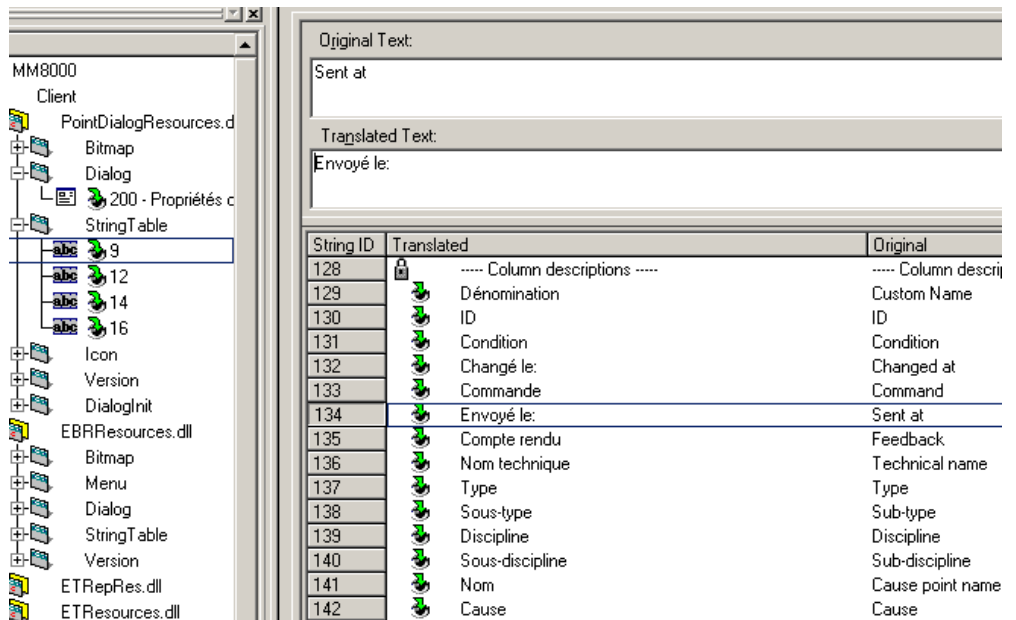 MM8000
Client
PointDialogResources.d
Bitmap
Dialog
200 - Propriétés c
StringTable
abc 9
abc 12
abc 14
abc 16
Icon
Version
DialogInit
EBRResources.dll
Bitmap
Menu
Dialog
StringTable
Version
ETRepRes.dll
ETResources.dll
Original Text:
Sent at
Translated Text:
Envoyé le:
String ID Translated Original
128 ----- Column descriptions ----- ----- Column descrip
129 Dénomination Custom Name
130 ID ID
131 Condition Condition
132 Changé le: Changed at
133 Commande Command
134 Envoyé le: Sent at
135 Compte rendu Feedback
136 Nom technique Technical name
137 Type Type
138 Sous-type Sub-type
139 Discipline Discipline
140 Sous-discipline Sub-discipline
141 Nom Cause point name
142 Cause Cause